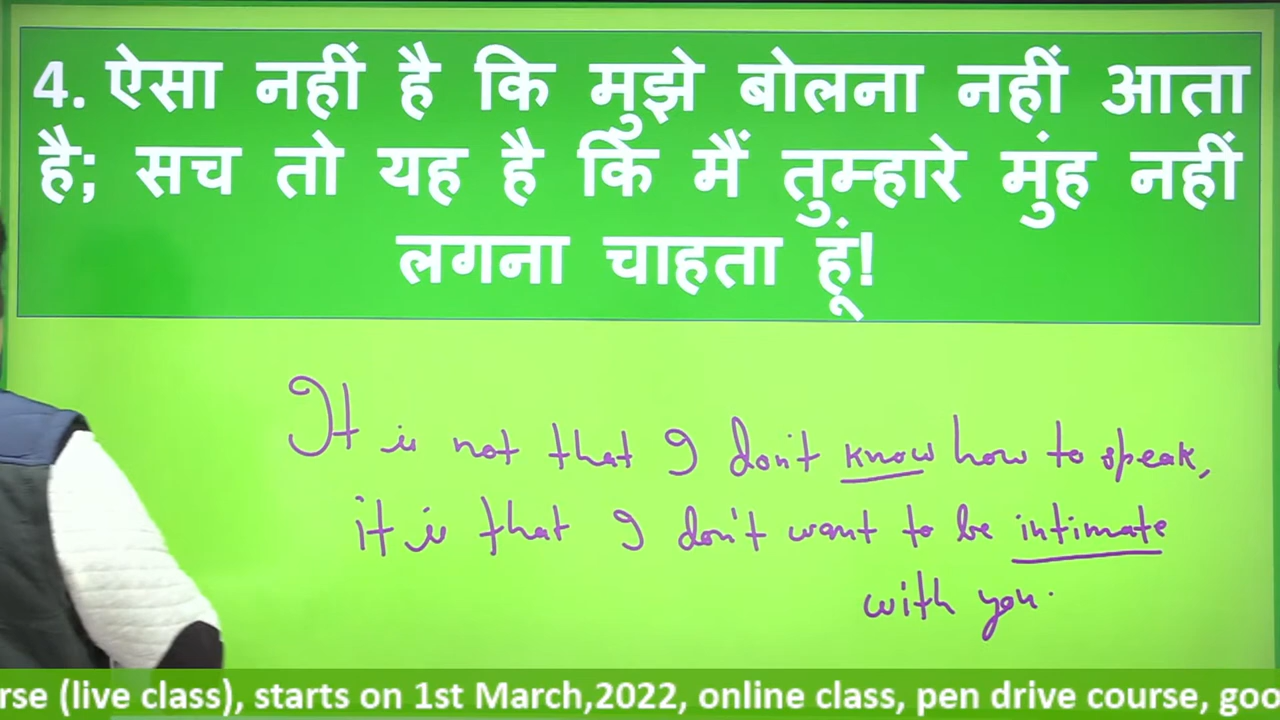 4. ऐसा नहीं है कि मुझे बोलना नहीं आता
है; सच तो यह है कि मैं तुम्हारे मुंह नहीं
लगना चाहता हूं!
It is not that I don't know how to speak,
it is that I don't want to be intimate
with you.
rse (live class), starts on 1st March,2022, online class, pen drive course, goo